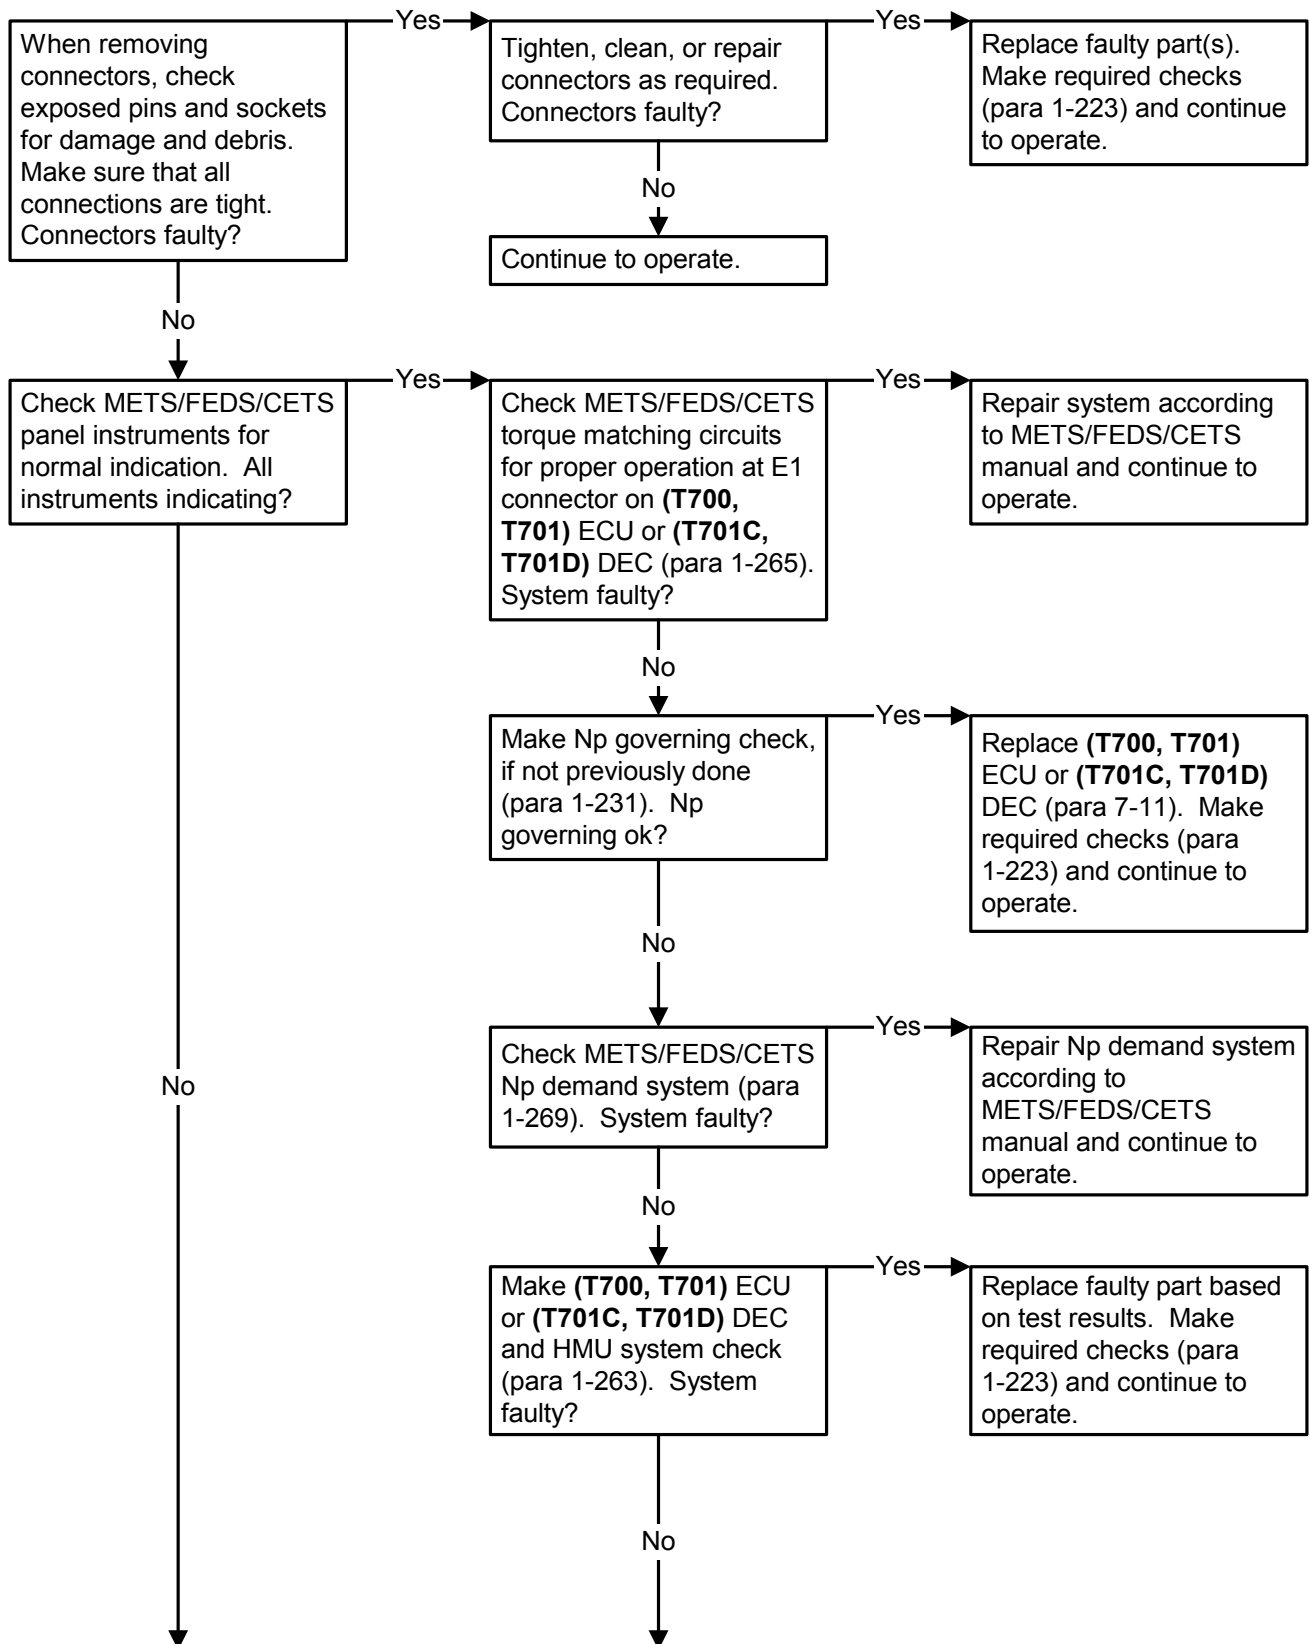 When removing
connectors, check
exposed pins and sockets
for damage and debris.
Make sure that all
connections are tight.
Connectors faulty?
Yes
Tighten, clean, or repair
connectors as required.
Connectors faulty?
Yes
Replace faulty part(s).
Make required checks
(para 1-223) and continue
to operate.
No
Continue to operate.
No
Check METS/FEDS/CETS
panel instruments for
normal indication. All
instruments indicating?
Yes
Check METS/FEDS/CETS
torque matching circuits
for proper operation at E1
connector on (T700,
T701) ECU or (T701C,
T701D) DEC (para 1-265).
System faulty?
Yes
Repair system according
to METS/FEDS/CETS
manual and continue to
operate.
No
Make Np governing check,
if not previously done
(para 1-231). Np
governing ok?
Yes
Replace (T700, T701)
ECU or (T701C, T701D)
DEC (para 7-11). Make
required checks (para
1-223) and continue to
operate.
No
Check METS/FEDS/CETS
Np demand system (para
1-269). System faulty?
Yes
Repair Np demand system
according to
METS/FEDS/CETS
manual and continue to
operate.
No
No
Make (T700, T701) ECU
or (T701C, T701D) DEC
and HMU system check
(para 1-263). System
faulty?
Yes
Replace faulty part based
on test results. Make
required checks (para
1-223) and continue to
operate.
No